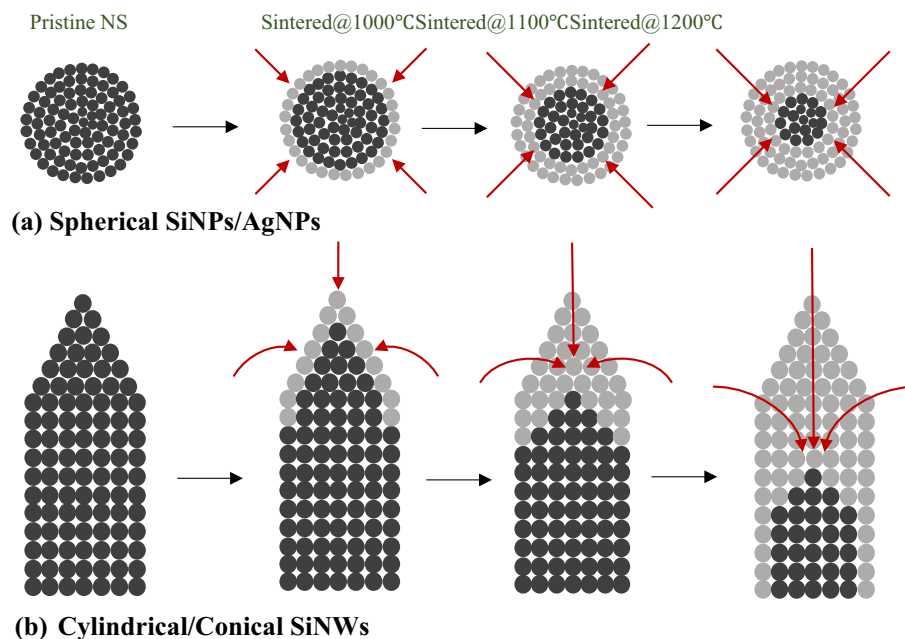 Pristine NS Sintered@1000℃Sintered@1100℃Sintered@1200℃
(a) Spherical SiNPs/AgNPs
(b) Cylindrical/Conical SiNWs